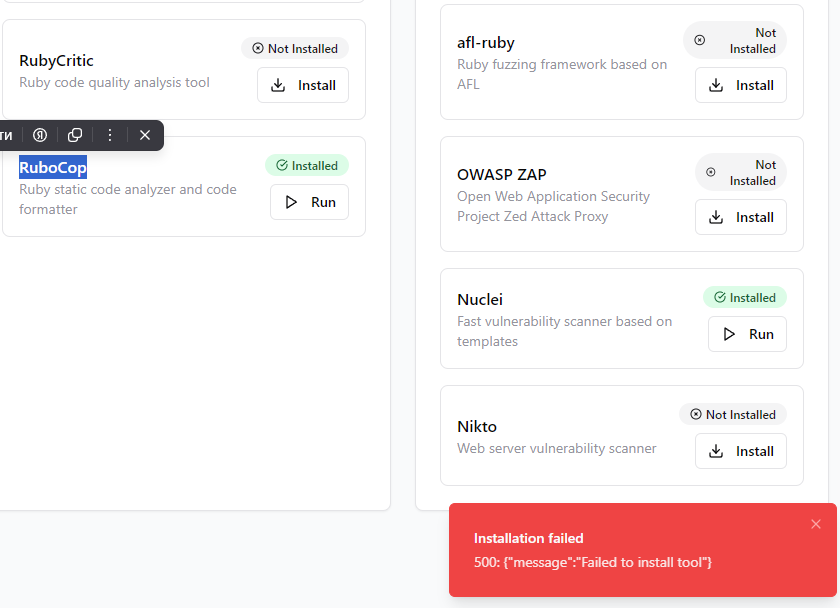 RubyCritic
Ruby code quality analysis tool
Not Installed
Install
ти
RuboCop
Ruby static code analyzer and code
formatter
Installed
Run
afl-ruby
Ruby fuzzing framework based on
AFL
Not
Installed
Install
OWASP ZAP
Open Web Application Security
Project Zed Attack Proxy
Not
Installed
Install
Nuclei
Fast vulnerability scanner based on
templates
Installed
Run
Nikto
Web server vulnerability scanner
Not Installed
Install
Installation failed
500: {"message":"Failed to install tool"}